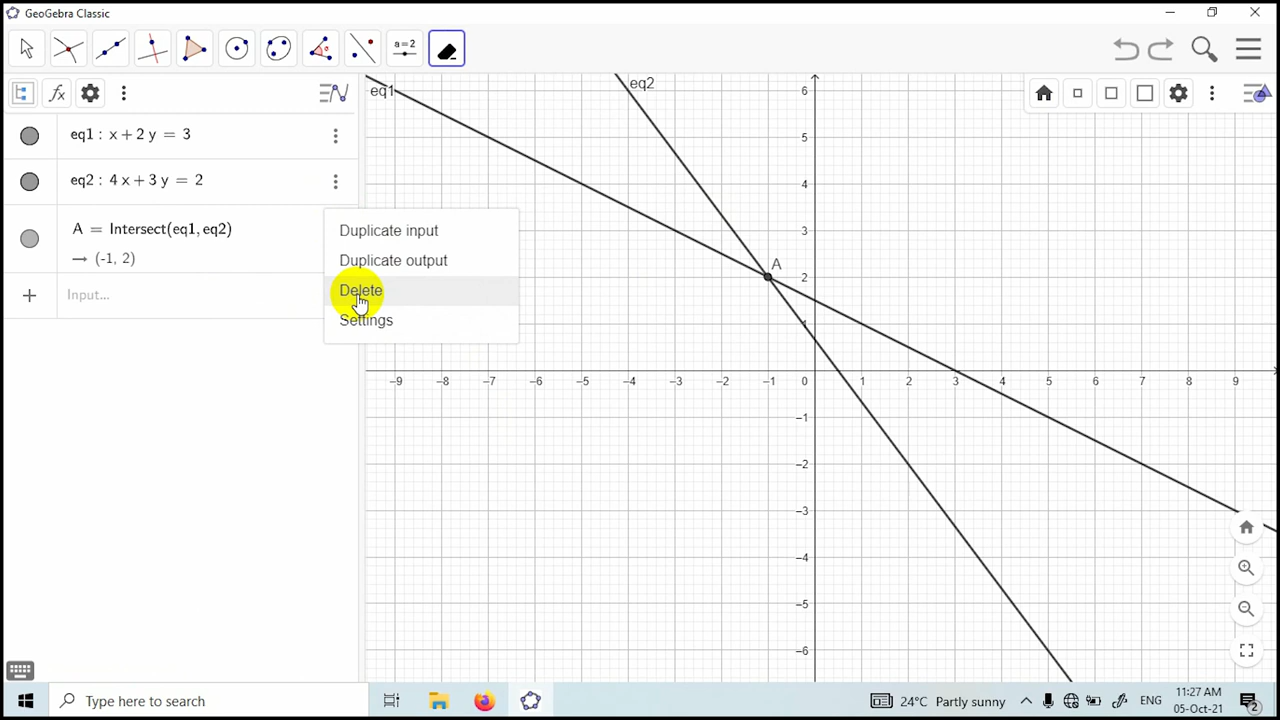 GeoGebra Classic
a=2
fx
eq1 : x + 2 y = 3
eq2 : 4 x + 3 y = 2
A = Intersect(eq1, eq2)
→ (-1, 2)
+ Input...
Duplicate input
Duplicate output
Delete
Settings
eq1
eq2
A
6
5
4
3
2
1
−9 −8 −7 −6 −5 −4 −3 −2 −1 0 1 2 3 4 5 6 7 8 9
−1
−2
−3
−4
−5
−6
Type here to search
24°C Partly sunny
ENG
11:27 AM
05-Oct-21
2